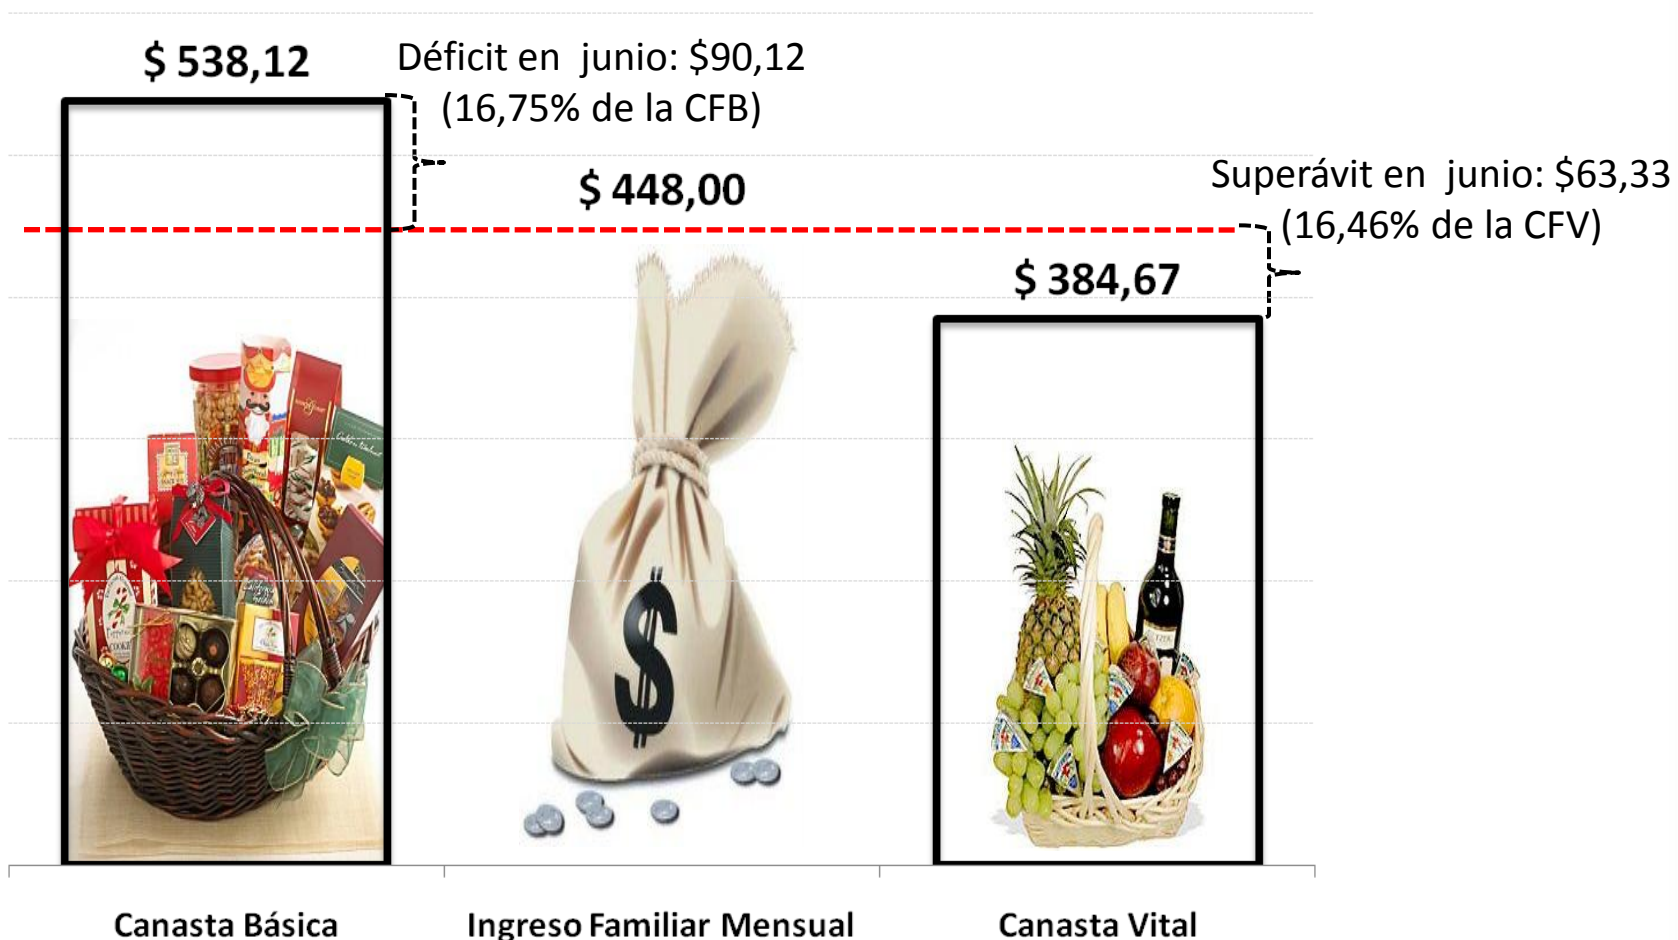 $ 538,12
Déficit en junio: $90,12
(16,75% de la CFB)
$ 448,00
Superávit en junio: $63,33
(16,46% de la CFV)
$ 384,67
$
Canasta Básica
Ingreso Familiar Mensual
Canasta Vital